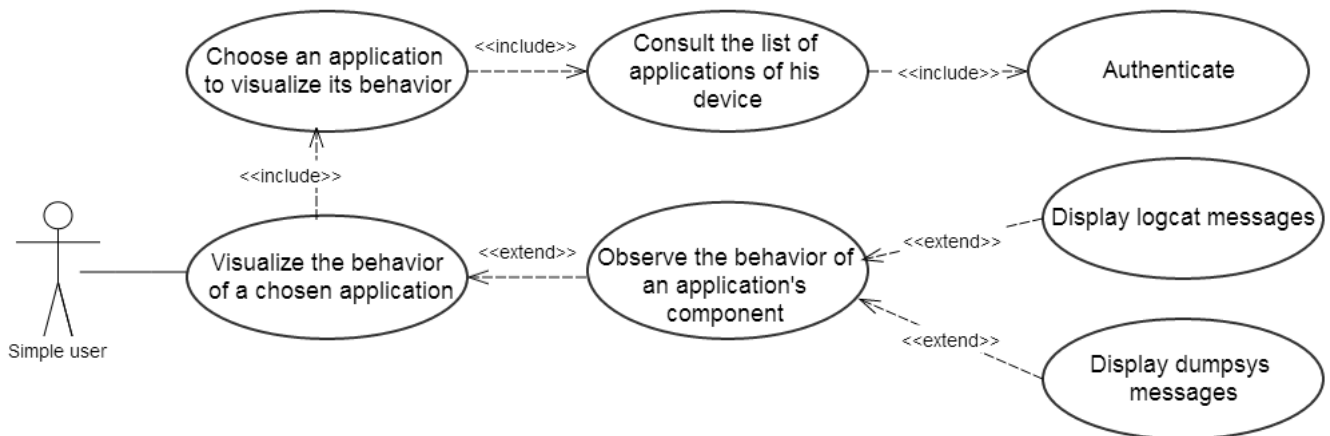 Choose an application
to visualize its behavior
<<include>>
Consult the list of
applications of his
device
<<include>>
Authenticate
<<include>>
Simple user
Visualize the behavior
of a chosen application
<<extend>>
Observe the behavior of
an application's
component
<<extend>>
Display logcat messages
<<extend>>
Display dumpsys
messages